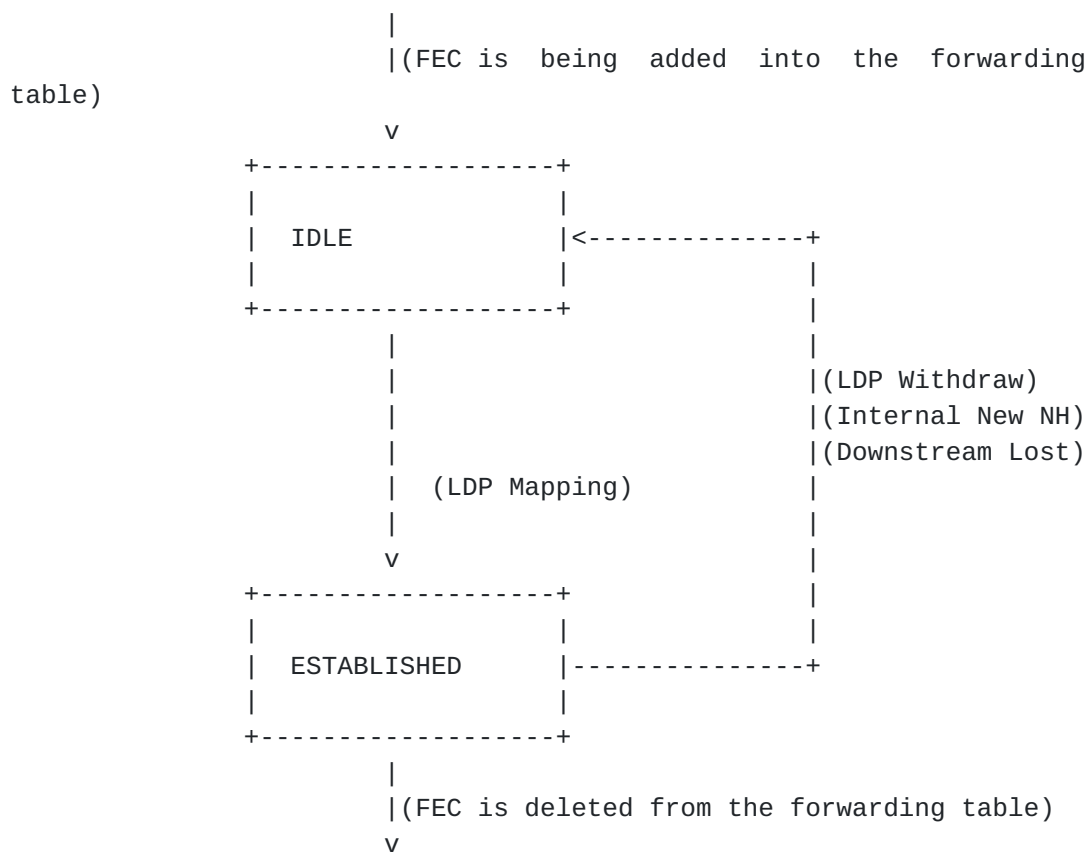 (FEC is being added into the forwarding
table)
IDLE
(LDP Withdraw)
(Internal New NH)
(Downstream Lost)
(LDP Mapping)
ESTABLISHED
(FEC is deleted from the forwarding table)